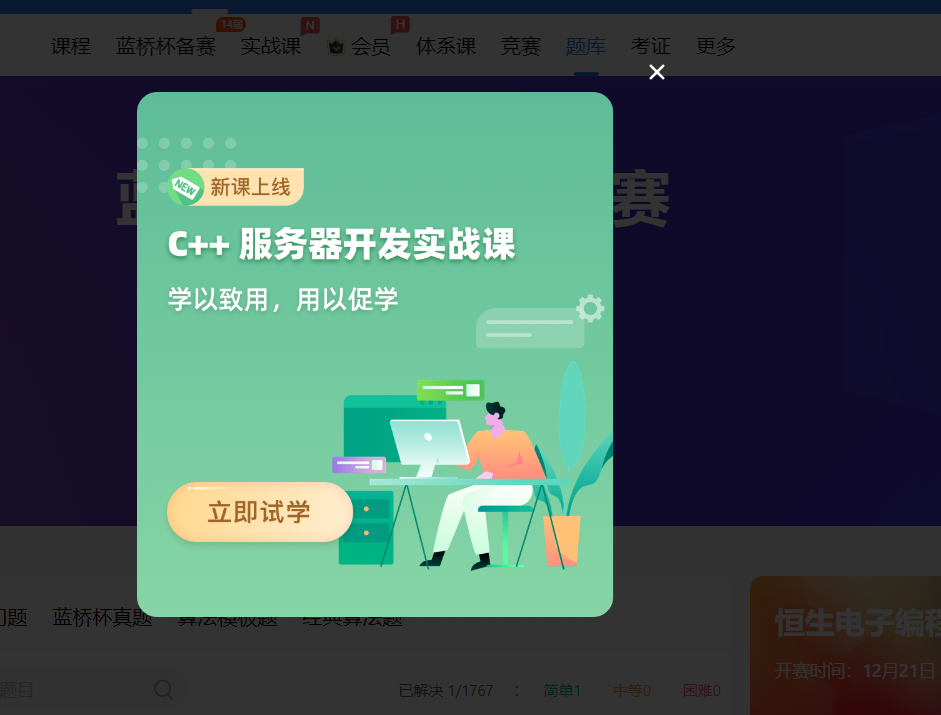 14届
N
H
课程 蓝桥杯备赛 实战课 会员 体系课 竞赛 题库 考证 更多
赛
NEW 新课上线
C++ 服务器开发实战课
学以致用，用以促学
立即试学
蓝桥杯真题 算法模板题 经典算法题
恒生电子编程
开赛时间：12月21日
题目
已解决 1/1767 ： 简单1 中等0 困难0